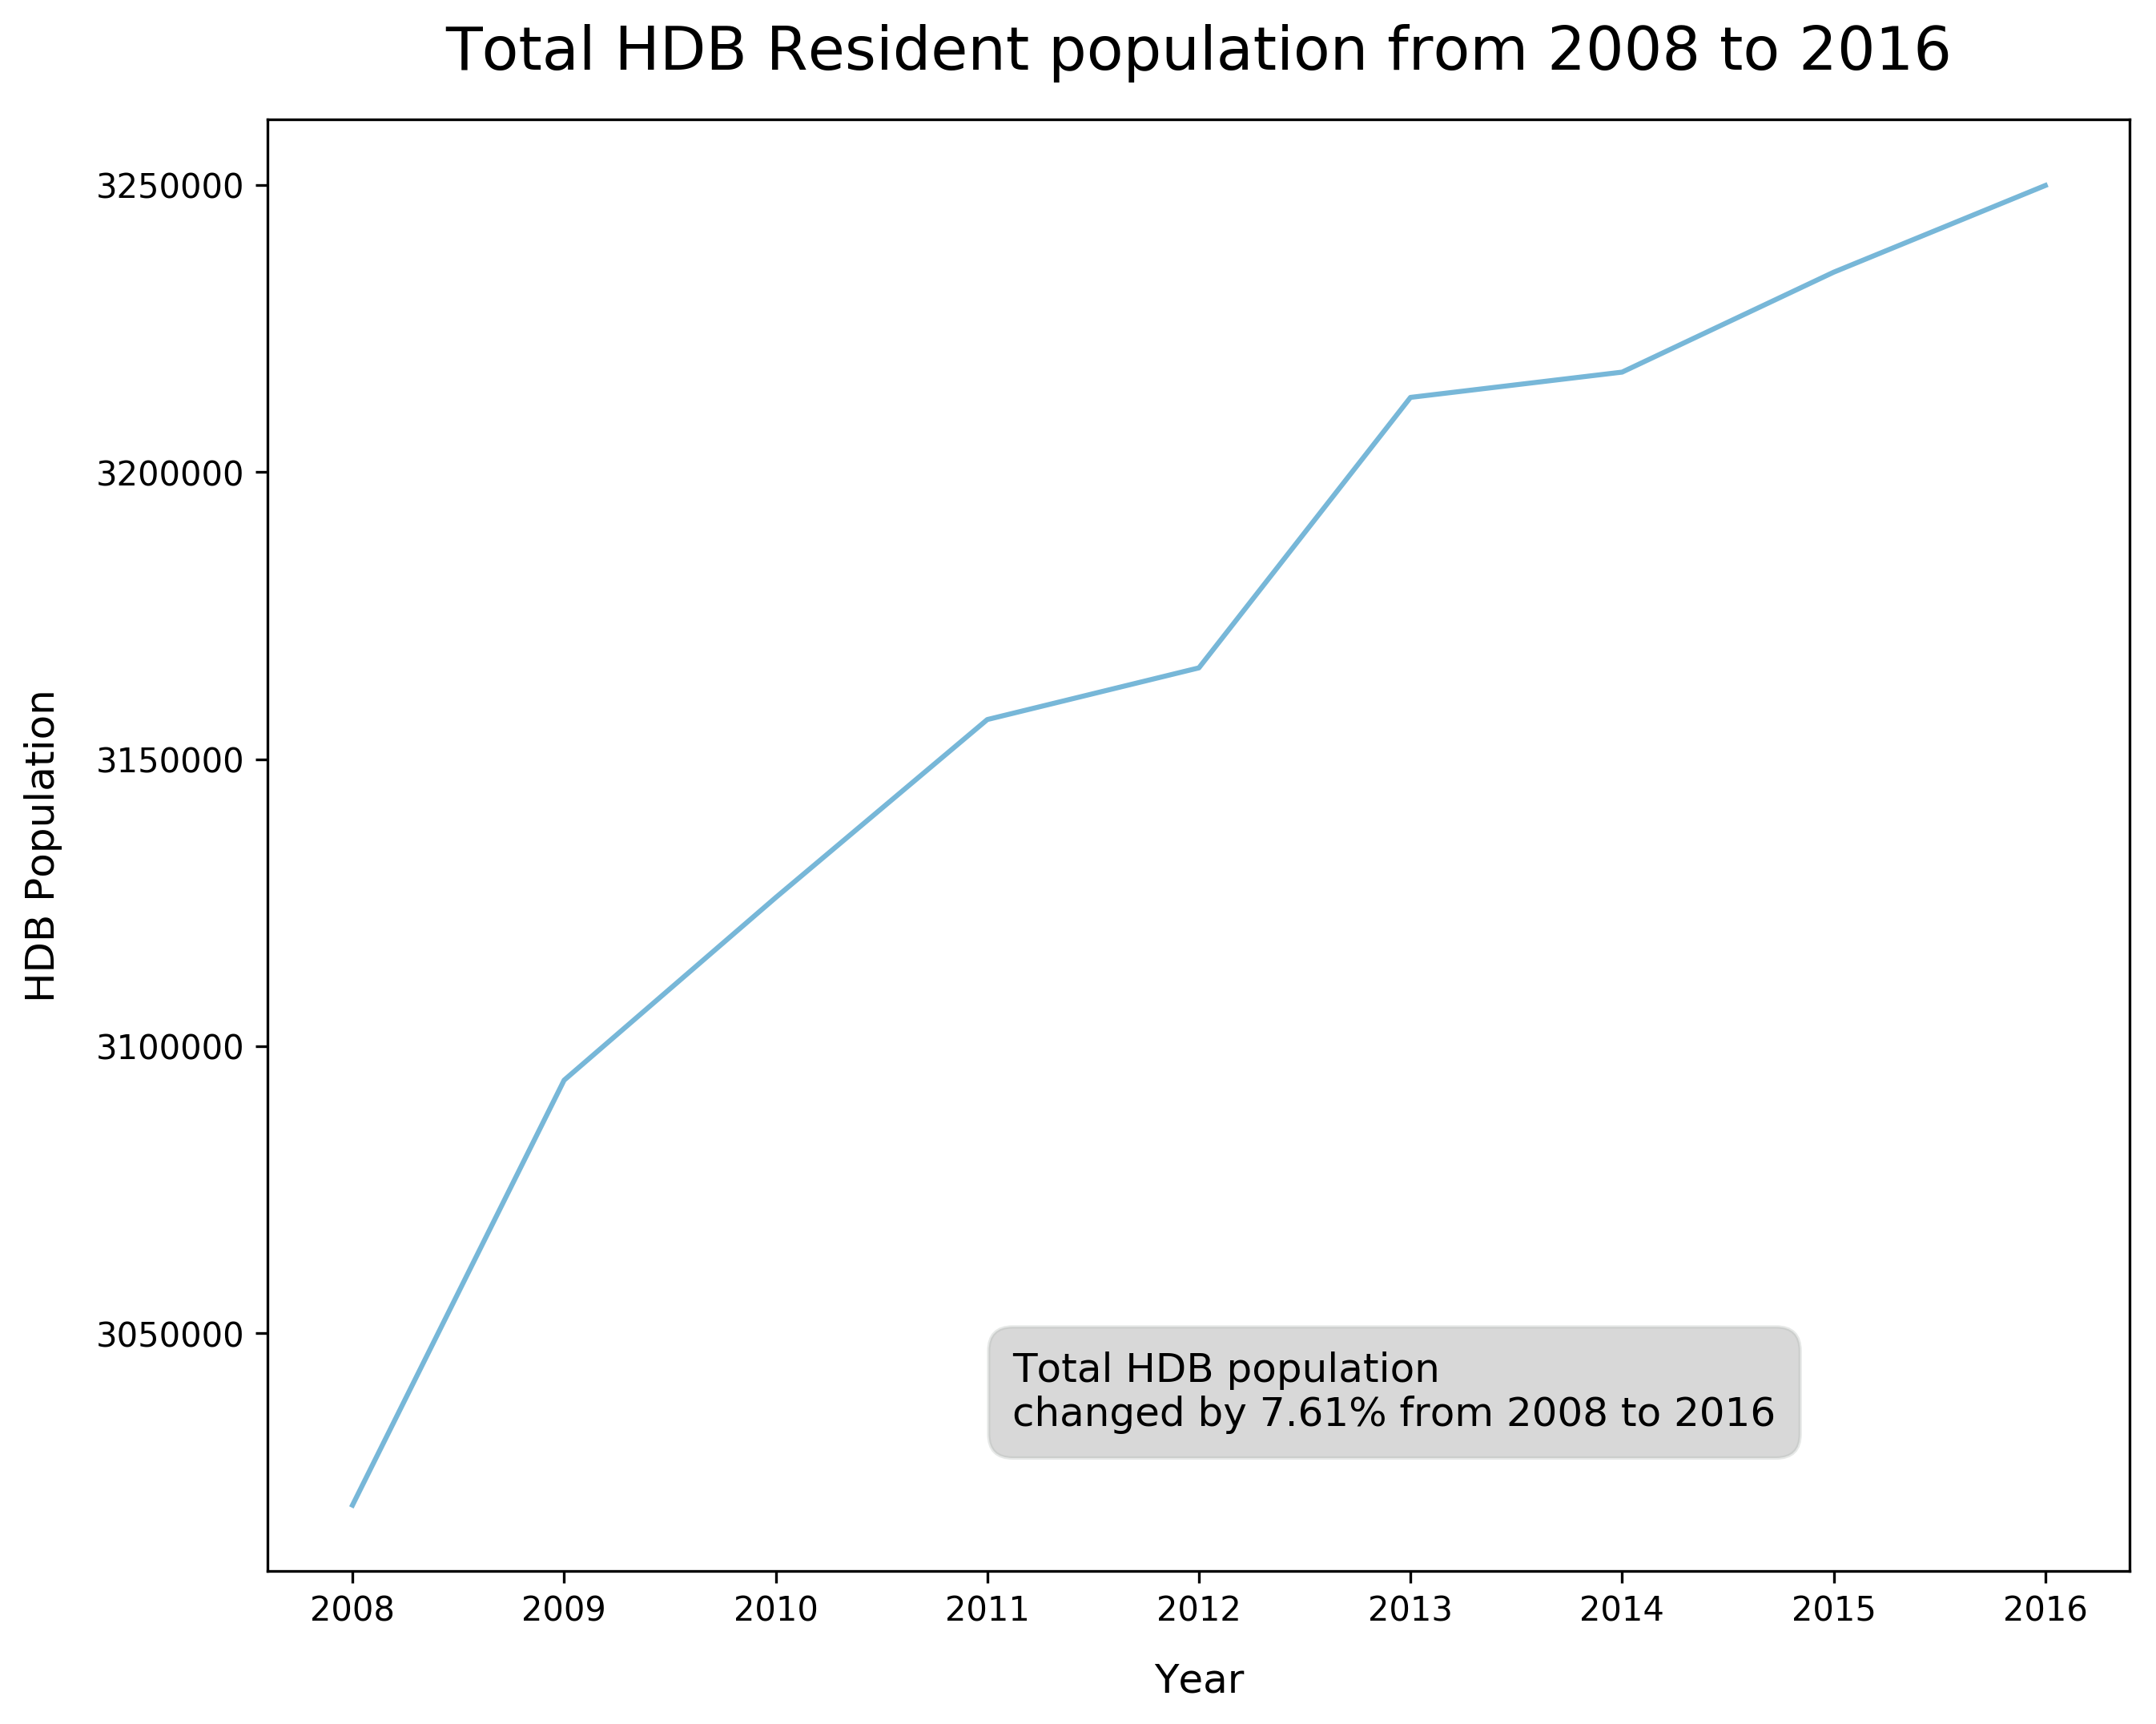 Total HDB Resident population from 2008 to 2016
3250000
3200000
3150000
3100000
3050000
HDB Population
Total HDB population
changed by 7.61% from 2008 to 2016
2008 2009 2010 2011 2012 2013 2014 2015 2016
Year